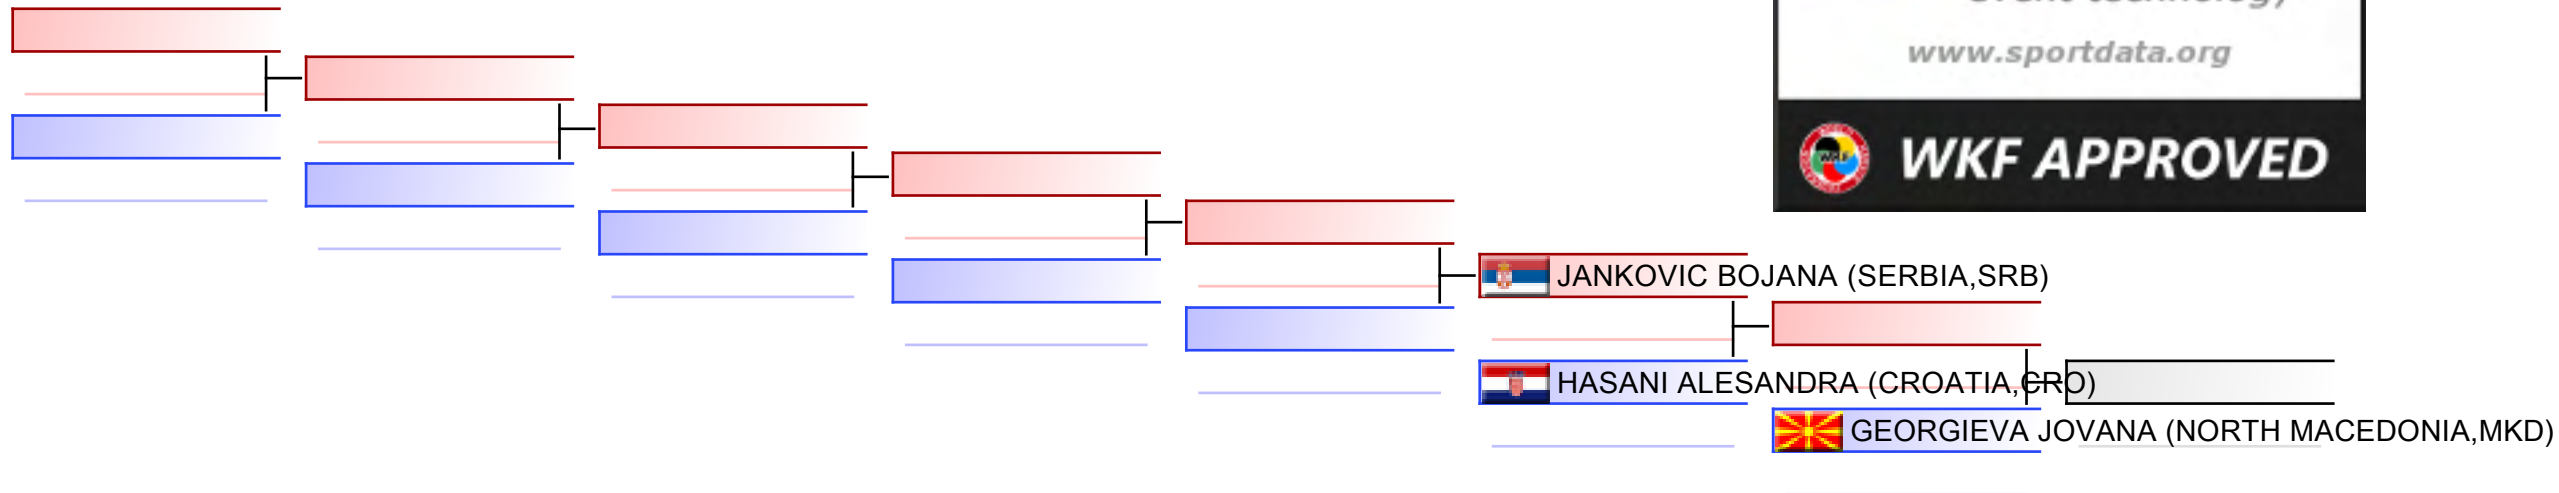 www.sportdata.org
WKF APPROVED
JANKOVIC BOJANA (SERBIA,SRB)
HASANI ALESANDRA (CROATIA,CRO)
GEORGIEVA JOVANA (NORTH MACEDONIA,MKD)